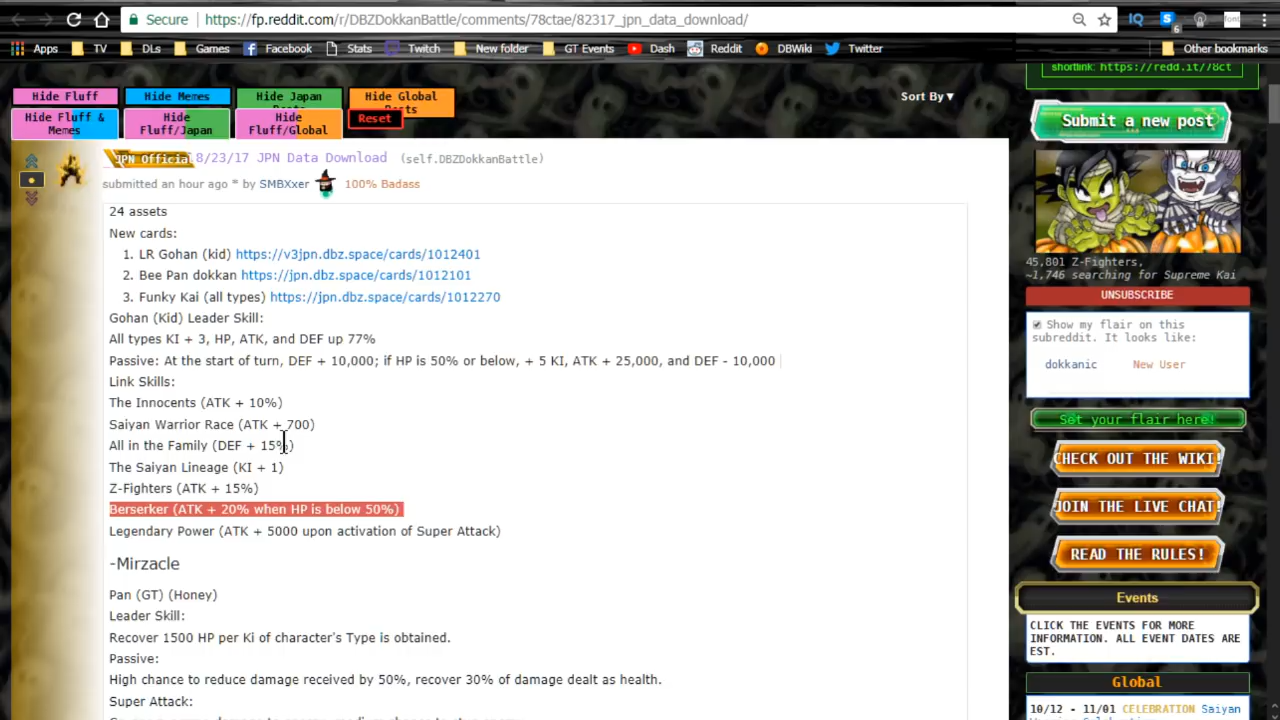 Secure https://fp.reddit.com/r/DBZDokkanBattle/comments/78ctae/82317_jpn_data_download/
IQ
S
6
font
Apps TV DLs Games Facebook Stats Twitch New folder GT Events Dash Reddit DBWiki Twitter Other bookmarks
shortlink: https://redd.it/78ct
Hide Fluff Hide Memes Hide Japan Posts Hide Global Posts
Sort By▼
Hide Fluff & Memes Hide Fluff/Japan Hide Fluff/Global Reset
Submit a new post
JPN Official 8/23/17 JPN Data Download (self.DBZDokkanBattle)
submitted an hour ago * by SMBXxer 100% Badass
24 assets
New cards:
1. LR Gohan (kid) https://v3jpn.dbz.space/cards/1012401
2. Bee Pan dokkan https://jpn.dbz.space/cards/1012101
3. Funky Kai (all types) https://jpn.dbz.space/cards/1012270
Gohan (Kid) Leader Skill:
All types KI + 3, HP, ATK, and DEF up 77%
Passive: At the start of turn, DEF + 10,000; if HP is 50% or below, + 5 KI, ATK + 25,000, and DEF - 10,000
Link Skills:
The Innocents (ATK + 10%)
Saiyan Warrior Race (ATK + 700)
All in the Family (DEF + 15%)
The Saiyan Lineage (KI + 1)
Z-Fighters (ATK + 15%)
Berserker (ATK + 20% when HP is below 50%)
Legendary Power (ATK + 5000 upon activation of Super Attack)
-Mirzacle
Pan (GT) (Honey)
Leader Skill:
Recover 1500 HP per Ki of character's Type is obtained.
Passive:
High chance to reduce damage received by 50%, recover 30% of damage dealt as health.
Super Attack:
45,801 Z-Fighters,
~1,746 searching for Supreme Kai
UNSUBSCRIBE
Show my flair on this
subreddit. It looks like:
dokkanic New User
Set your flair here!
CHECK OUT THE WIKI!
JOIN THE LIVE CHAT!
READ THE RULES!
Events
CLICK THE EVENTS FOR MORE
INFORMATION. ALL EVENT DATES ARE
EST.
Global
10/12 - 11/01 CELEBRATION Saiyan